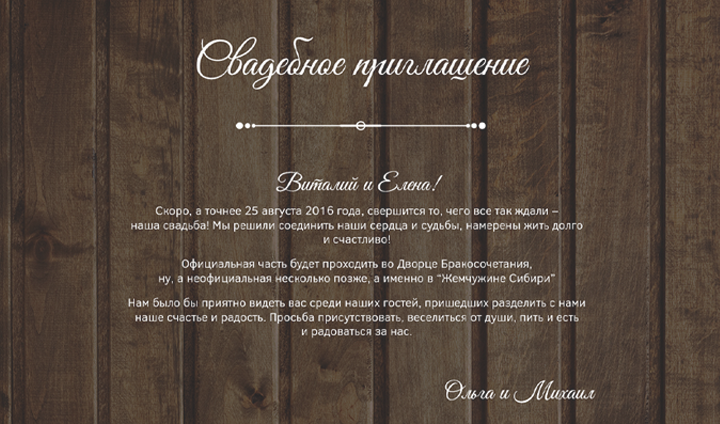 Свадебное приглашение
Виталий и Елена!
Скоро, а точнее 25 августа 2016 года, свершится то, чего все так ждали –
наша свадьба! Мы решили соединить наши сердца и судьбы, намерены жить долго
и счастливо!
Официальная часть будет проходить во Дворце Бракосочетания,
ну, а неофициальная несколько позже, а именно в “Жемчужине Сибири”
Нам было бы приятно видеть вас среди наших гостей, пришедших разделить с нами
наше счастье и радость. Просьба присутствовать, веселиться от души, пить и есть
и радоваться за нас.
Ольга и Михаил